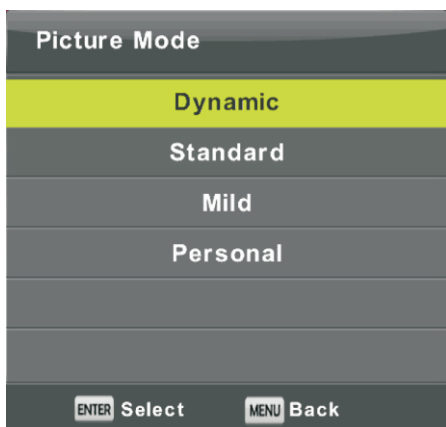 Picture Mode
Dynamic
Standard
Mild
Personal
ENTER Select MENU Back